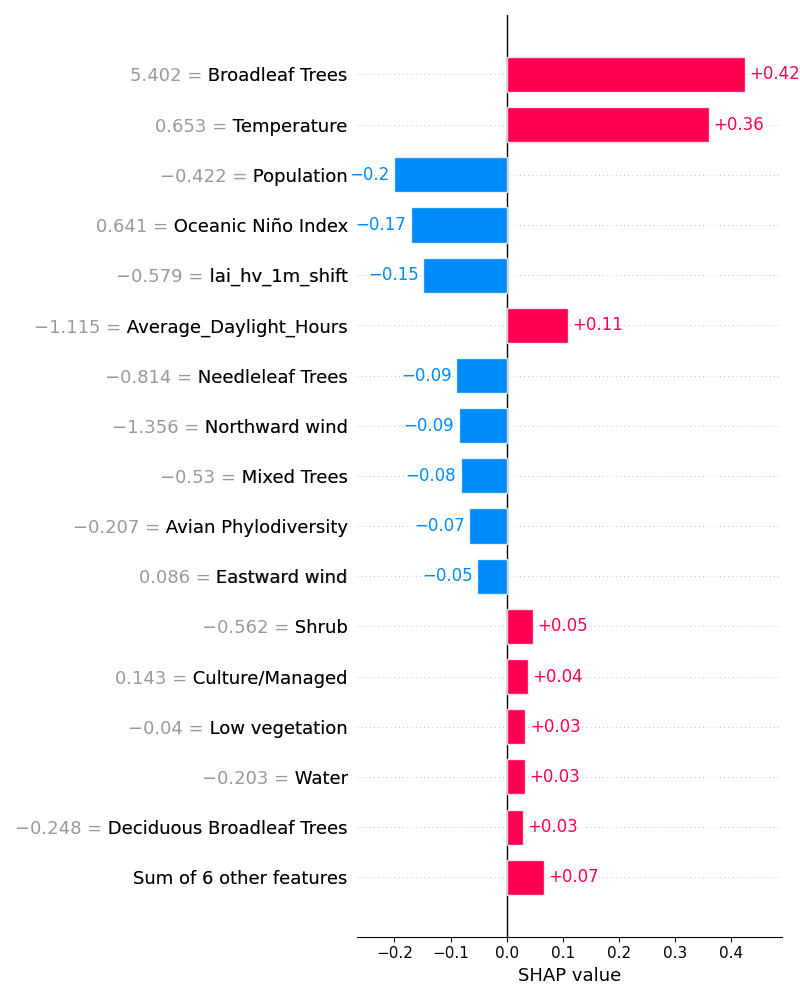 5.402 = Broadleaf Trees +0.42
0.653 = Temperature +0.36
−0.422 = Population −0.2
0.641 = Oceanic Niño Index −0.17
−0.579 = lai_hv_1m_shift −0.15
−1.115 = Average_Daylight_Hours +0.11
−0.814 = Needleleaf Trees −0.09
−1.356 = Northward wind −0.09
−0.53 = Mixed Trees −0.08
−0.207 = Avian Phylodiversity −0.07
0.086 = Eastward wind −0.05
−0.562 = Shrub +0.05
0.143 = Culture/Managed +0.04
−0.04 = Low vegetation +0.03
−0.203 = Water +0.03
−0.248 = Deciduous Broadleaf Trees +0.03
Sum of 6 other features +0.07
−0.2 −0.1 0.0 0.1 0.2 0.3 0.4
SHAP value